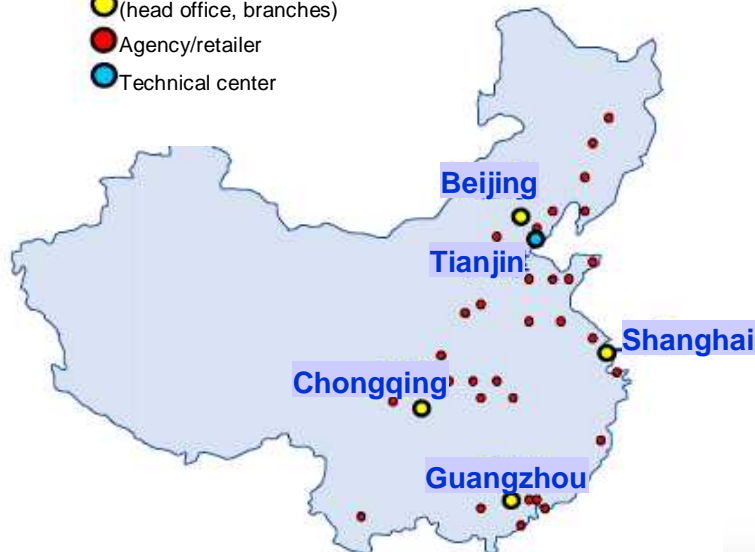 (head office, branches)
Agency/retailer
Technical center
Beijing
Tianjin
Shanghai
Chongqing
Guangzhou